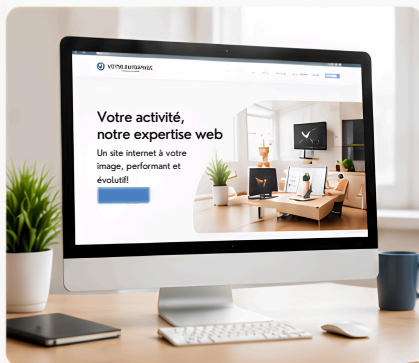 Votre activité,
notre expertise web
Un site internet à votre
image, performant et
évolutif!